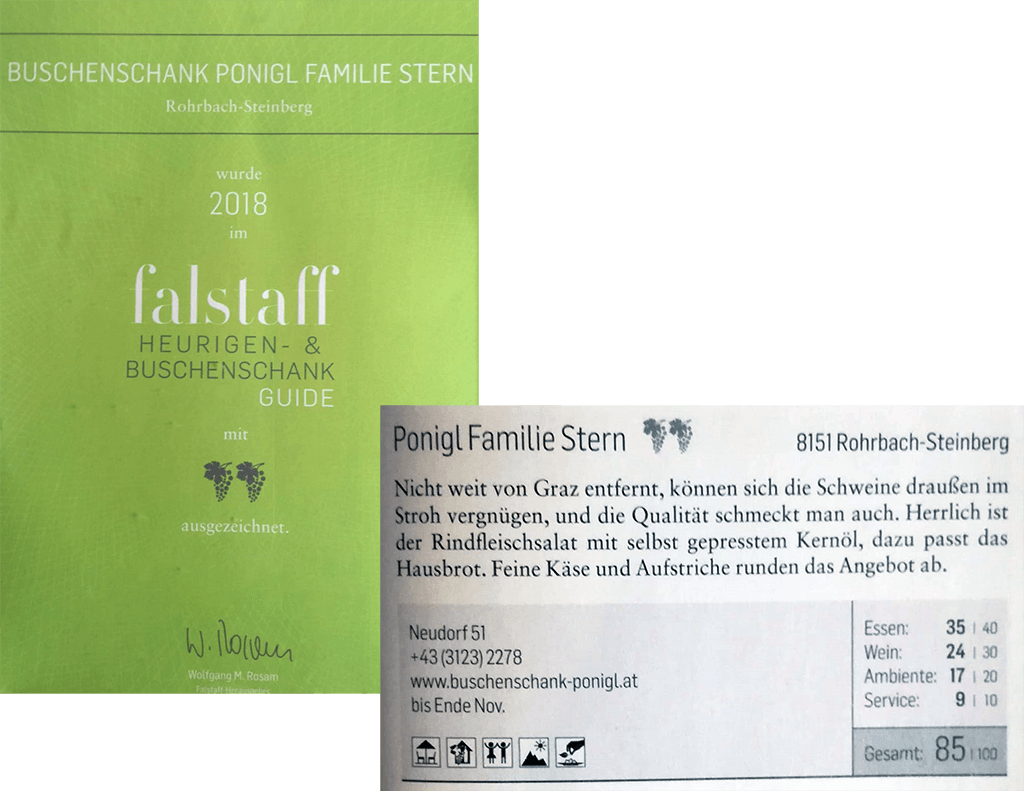 BUSCHENSCHANK PONIGL FAMILIE STERN
Rohrbach-Steinberg
wurde
2018
im
falstaff
HEURIGEN- &
BUSCHENSCHANK
GUIDE
mit
ausgezeichnet.
W. Rosam
Wolfgang M. Rosam
Falstaff Herausgeber
Ponigl Familie Stern 8151 Rohrbach-Steinberg
Nicht weit von Graz entfernt, können sich die Schweine draußen im
Stroh vergnügen, und die Qualität schmeckt man auch. Herrlich ist
der Rindfleischsalat mit selbst gepresstem Kernöl, dazu passt das
Hausbrot. Feine Käse und Aufstriche runden das Angebot ab.
Neudorf 51
+43 (3123) 2278
www.buschenschank-ponigl.at
bis Ende Nov.
Essen: 35 | 40
Wein: 24 | 30
Ambiente: 17 | 20
Service: 9 | 10
Gesamt: 85 | 100